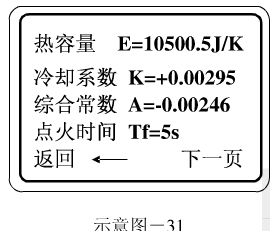 热容量 E=10500.5J/K
冷却系数 K=+0.00295
综合常数 A=-0.00246
点火时间 Tf=5s
返回 ← 下一页
示意图-31